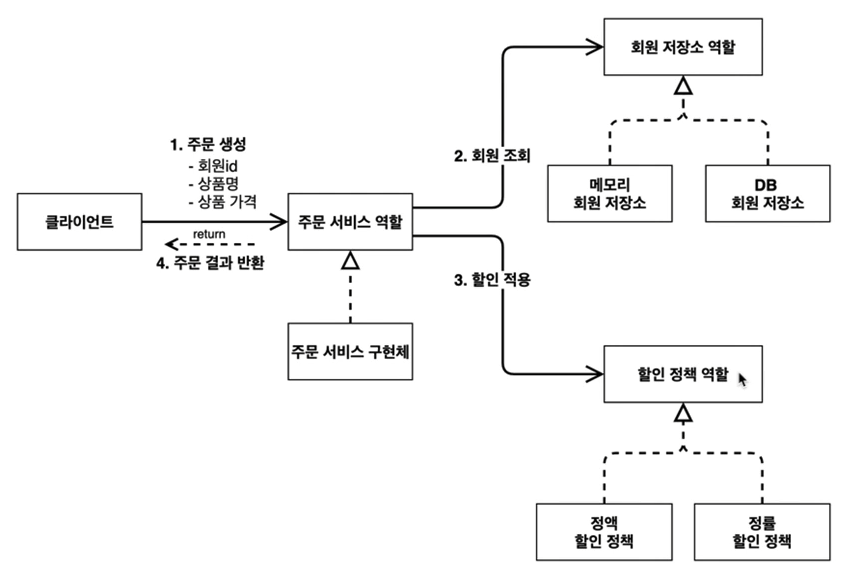 회원 저장소 역할
1. 주문 생성
- 회원id
- 상품명
- 상품 가격
2. 회원 조회
메모리
회원 저장소
DB
회원 저장소
클라이언트
주문 서비스 역할
return
4. 주문 결과 반환
3. 할인 적용
주문 서비스 구현체
할인 정책 역할
정액
할인 정책
정률
할인 정책